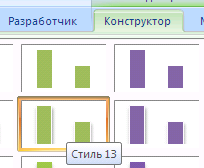 Разработчик Конструктор
Стиль 13